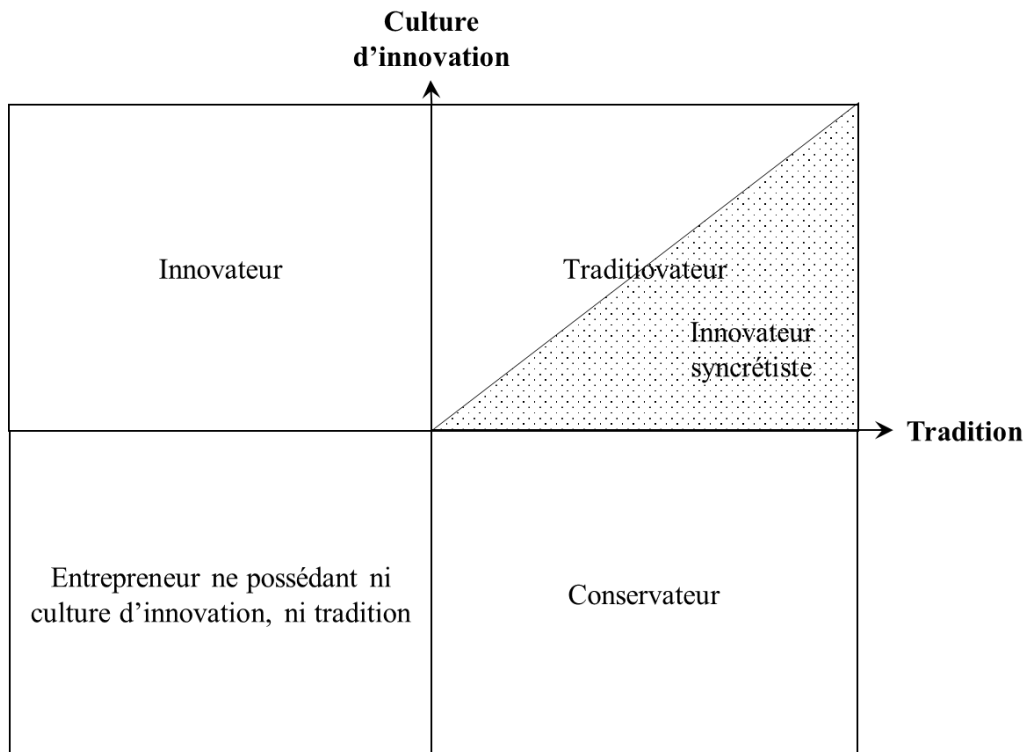 Culture
d’innovation
Innovateur
Traditiovateur
Innovateur
syncrétiste
Tradition
Entrepreneur ne possédant ni
culture d’innovation, ni tradition
Conservateur